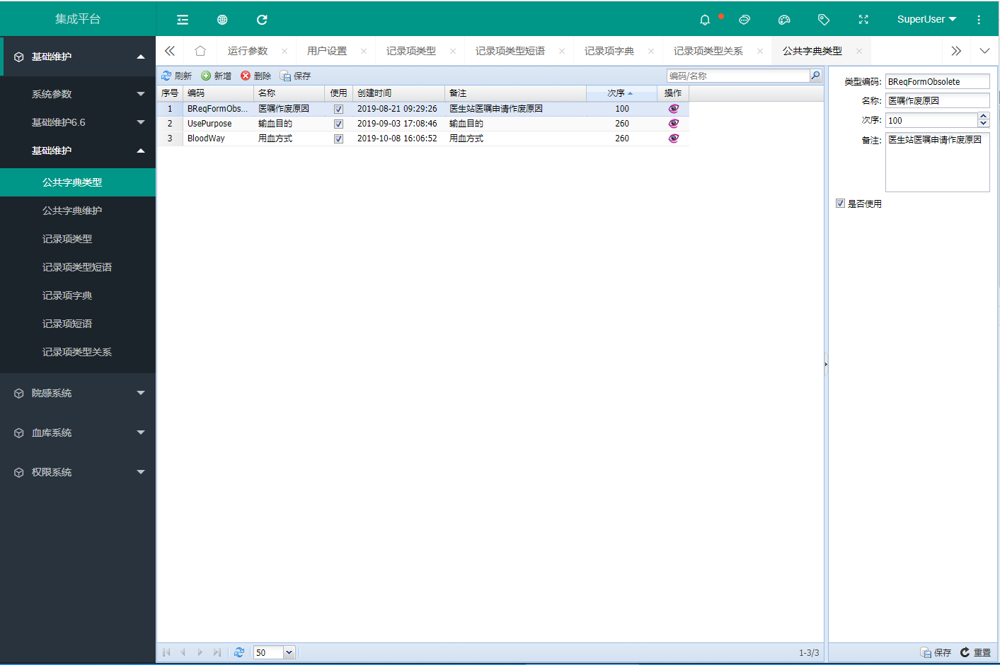 集成平台
SuperUser
基础维护
系统参数
基础维护6.6
基础维护
公共字典类型
公共字典维护
记录项类型
记录项类型短语
记录项字典
记录项短语
记录项类型关系
院感系统
血库系统
权限系统
运行参数 用户设置 记录项类型 记录项类型短语 记录项字典 记录项类型关系 公共字典类型
刷新 新增 删除 保存 编码/名称
序号 编码 名称 使用 创建时间 备注 次序 操作
1 BReqFormObs... 医嘱作废原因 2019-08-21 09:29:26 医生站医嘱申请作废原因 100
2 UsePurpose 输血目的 2019-09-03 17:08:46 输血目的 260
3 BloodWay 用血方式 2019-10-08 16:06:52 用血方式 260
50 1-3/3
类型编码: BReqFormObsolete
名称: 医嘱作废原因
次序: 100
备注: 医生站医嘱申请作废原因
是否使用
保存 重置